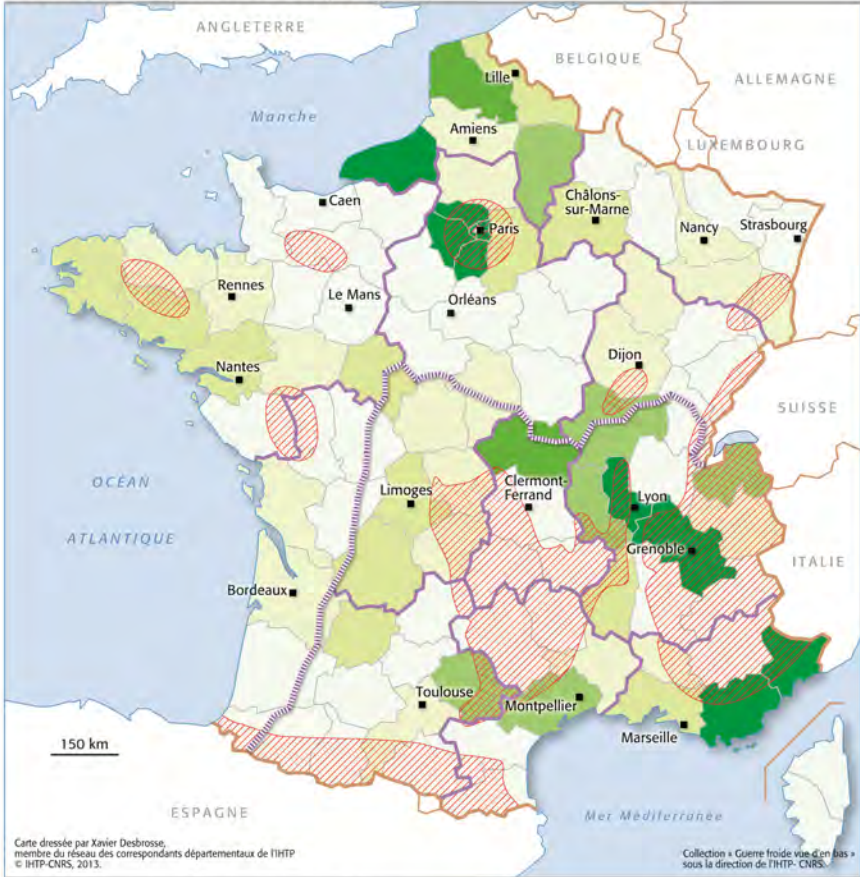 ANGLETERRE
BELGIQUE
Lille
ALLEMAGNE
Manche
Amiens
LUXEMBOURG
Caen
Châlons-
sur-Marne
Paris
Nancy
Strasbourg
Rennes
Le Mans
Orléans
Nantes
Dijon
SUISSE
OCÉAN
ATLANTIQUE
Limoges
Clermont-
Ferrand
Lyon
Grenoble
ITALIE
Bordeaux
Toulouse
Montpellier
Marseille
150 km
ESPAGNE
Mer Méditerranée
Carte dressée par Xavier Desbrosse,
membre du réseau des correspondants départementaux de l'IHTP
© IHTP-CNRS, 2013.
Collection « Guerre froide vue d'en bas »
sous la direction de l'IHTP- CNRS.